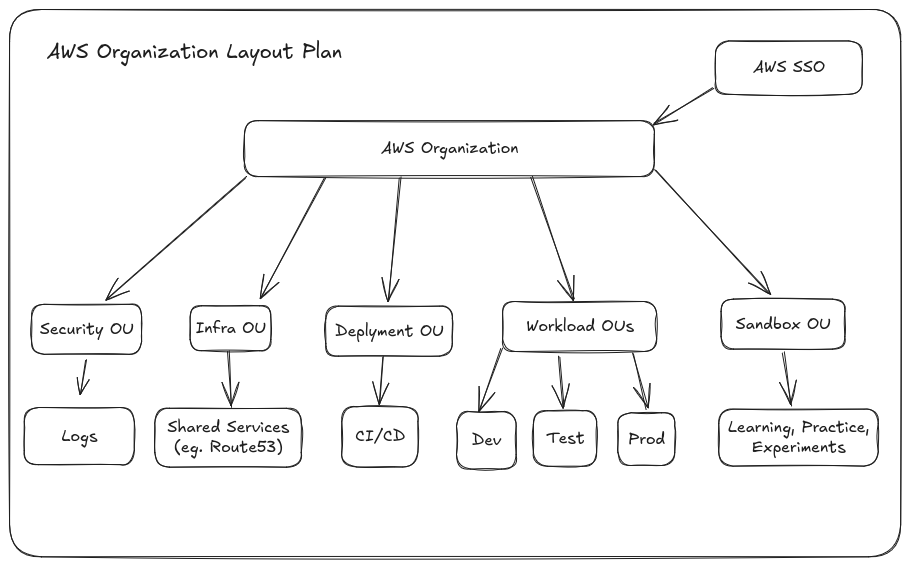 AWS Organization Layout Plan
AWS SSO
AWS Organization
Security OU
Infra OU
Deplyment OU
Workload OUs
Sandbox OU
Logs
Shared Services
(eg. Route53)
CI/CD
Dev
Test
Prod
Learning, Practice,
Experiments